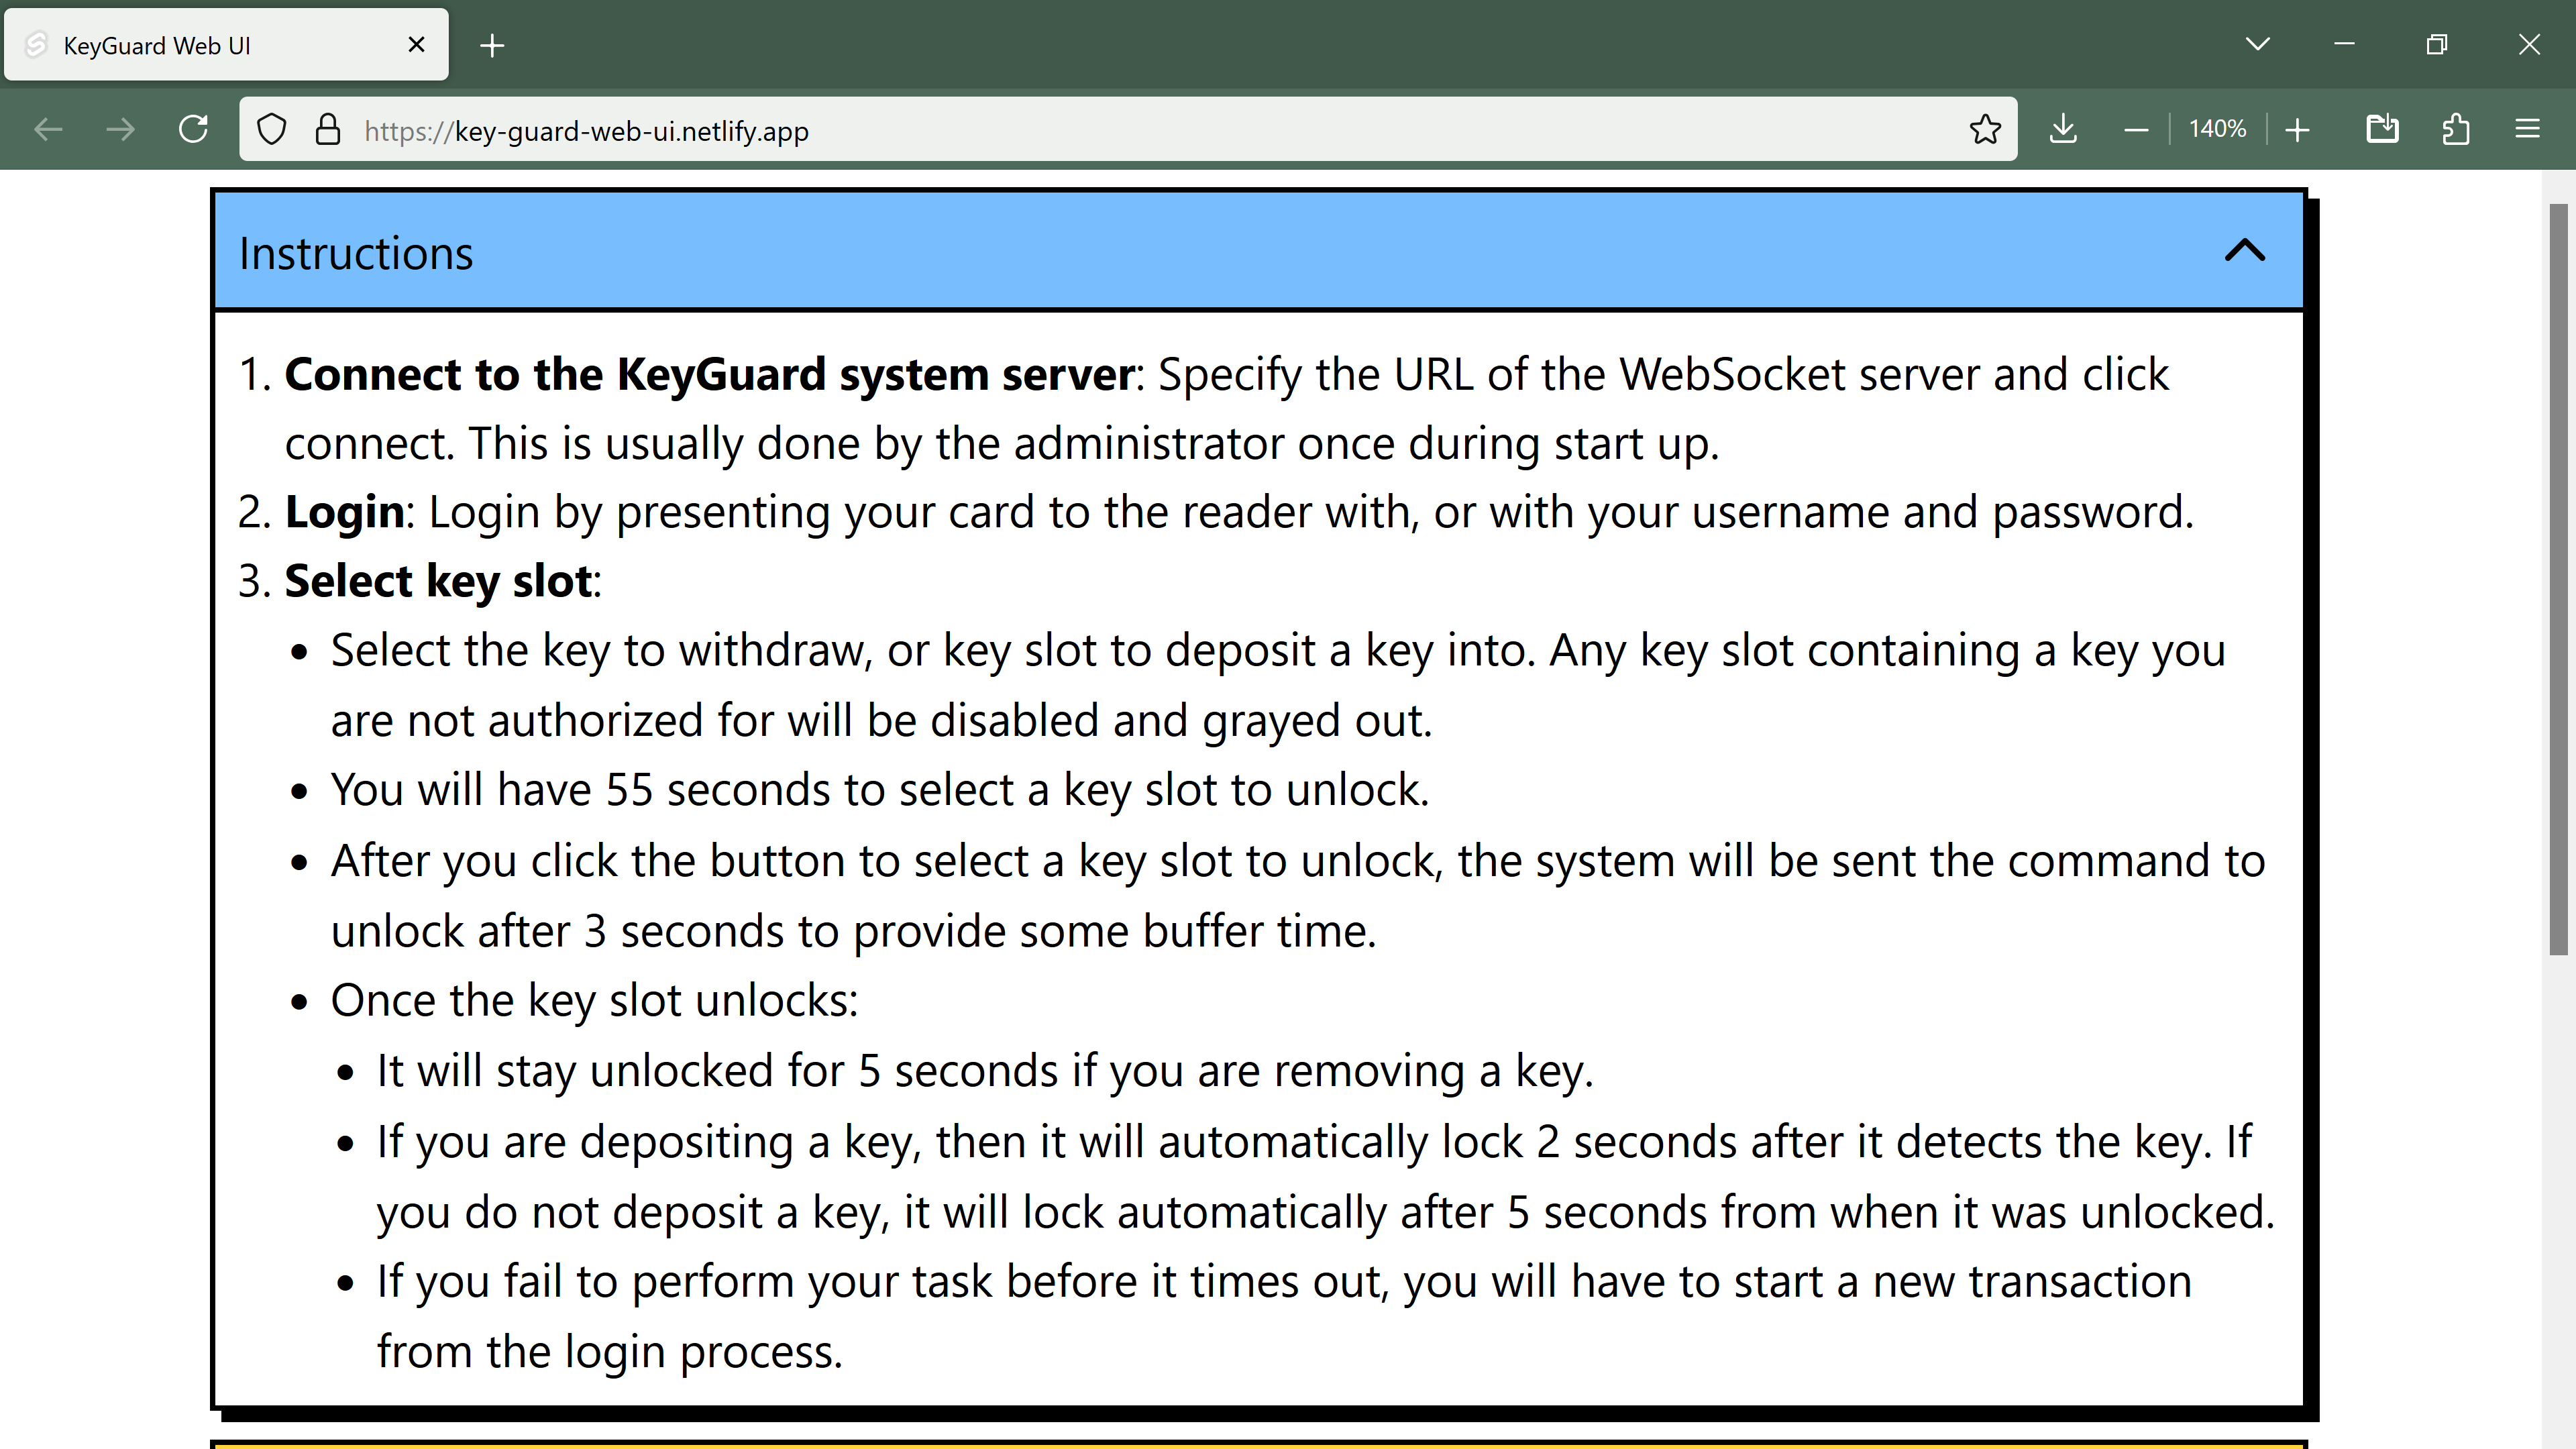 KeyGuard Web UI
https://key-guard-web-ui.netlify.app
140%
Instructions
1. Connect to the KeyGuard system server: Specify the URL of the WebSocket server and click
connect. This is usually done by the administrator once during start up.
2. Login: Login by presenting your card to the reader with, or with your username and password.
3. Select key slot:
• Select the key to withdraw, or key slot to deposit a key into. Any key slot containing a key you
are not authorized for will be disabled and grayed out.
• You will have 55 seconds to select a key slot to unlock.
• After you click the button to select a key slot to unlock, the system will be sent the command to
unlock after 3 seconds to provide some buffer time.
• Once the key slot unlocks:
• It will stay unlocked for 5 seconds if you are removing a key.
• If you are depositing a key, then it will automatically lock 2 seconds after it detects the key. If
you do not deposit a key, it will lock automatically after 5 seconds from when it was unlocked.
• If you fail to perform your task before it times out, you will have to start a new transaction
from the login process.